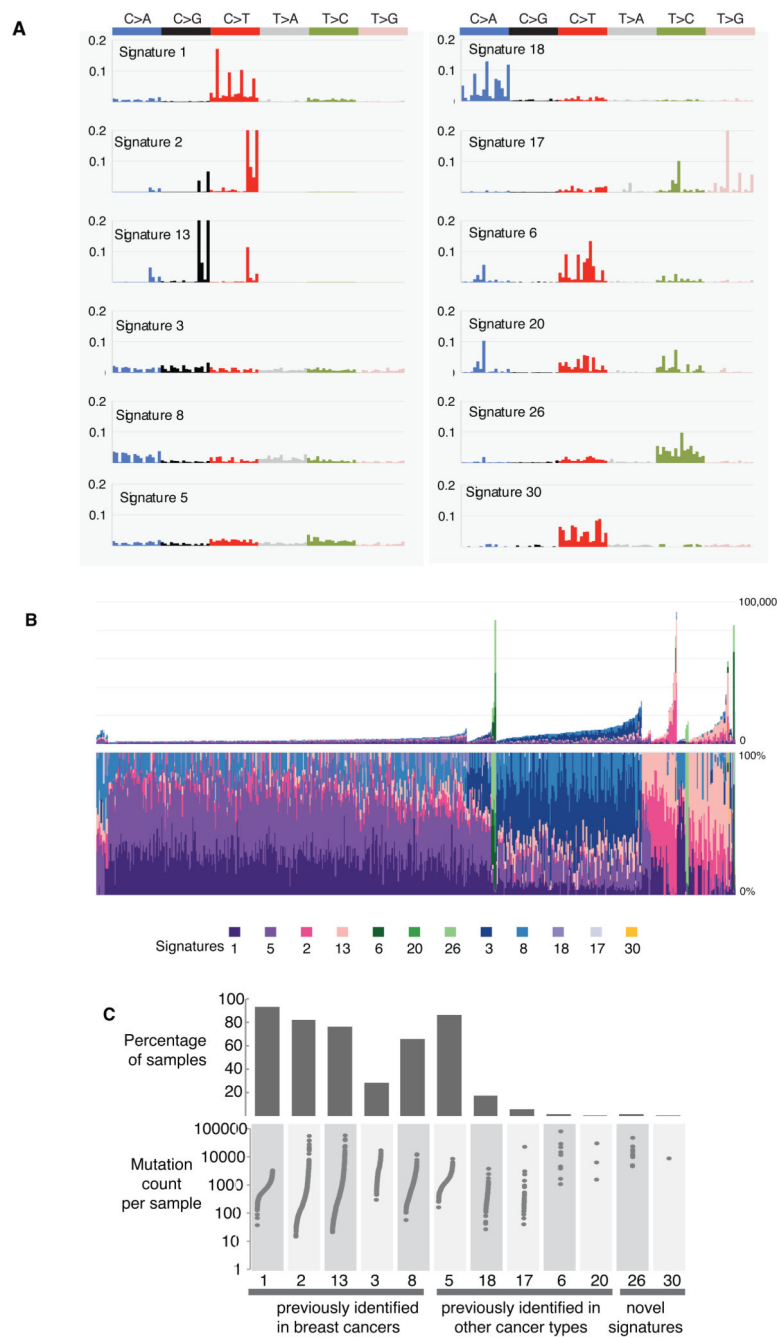 A
C>A C>G C>T T>A T>C T>G
0.2
Signature 1
0.1
0.2
Signature 2
0.1
0.2
Signature 13
0.1
0.2
Signature 3
0.1
0.2
Signature 8
0.1
0.2
Signature 5
0.1
C>A C>G C>T T>A T>C T>G
0.2
Signature 18
0.1
0.2
Signature 17
0.1
0.2
Signature 6
0.1
0.2
Signature 20
0.1
0.2
Signature 26
0.1
0.2
Signature 30
0.1
B
100,000
0
100%
0%
Signatures
1 5 2 13 6 20 26 3 8 18 17 30
C
Percentage
of samples
100
80
60
40
20
Mutation
count
per sample
100000
10000
1000
100
10
1
1 2 13 3 8 5 18 17 6 20 26 30
previously identified
in breast cancers
previously identified in
other cancer types
novel
signatures